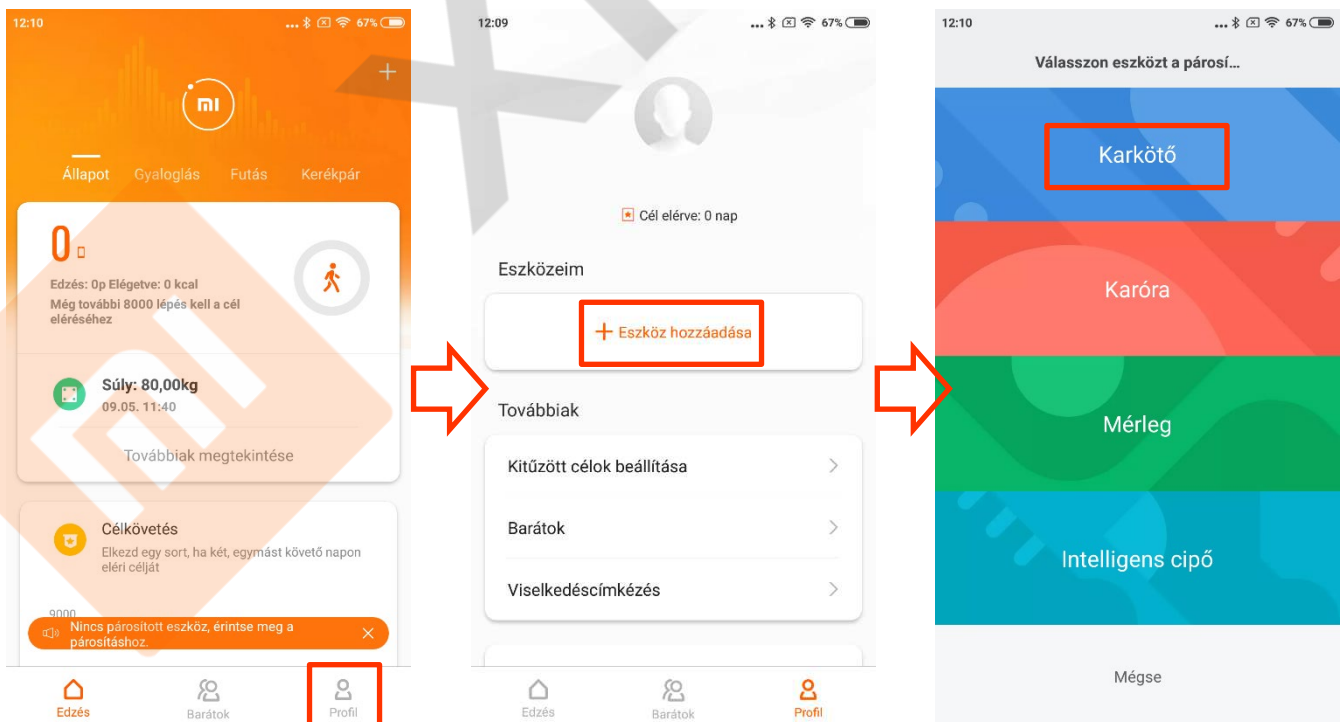 12:10
... 67%
mi
Állapot Gyaloglás Futás Kerékpár
0
Edzés: 0p Elégetve: 0 kcal
Még további 8000 lépés kell a cél
eléréséhez
Súly: 80,00kg
09.05. 11:40
Továbbiak megtekintése
Célkövetés
Elkezd egy sort, ha két, egymást követő napon
eléri célját
9000
Nincs párosított eszköz, érintse meg a
párosításhoz.
Edzés Barátok Profil
12:09
... 67%
Cél elérve: 0 nap
Eszközeim
+ Eszköz hozzáadása
Továbbiak
Kitűzött célok beállítása
Barátok
Viselkedéscímkézés
Edzés Barátok Profil
12:10
... 67%
Válasszon eszközt a párosí...
Karkötő
Karóra
Mérleg
Intelligens cipő
Mégse